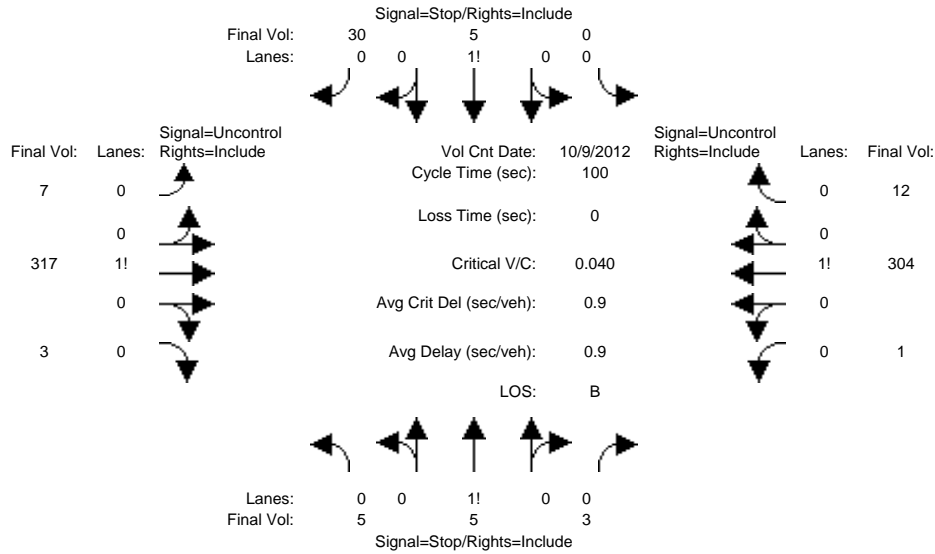 Signal=Stop/Rights=Include
Final Vol: 30 5 0
Lanes: 0 0 1! 0 0
Signal=Uncontrol
Final Vol: Lanes: Rights=Include
Vol Cnt Date: 10/9/2012
Signal=Uncontrol
Rights=Include Lanes: Final Vol:
Cycle Time (sec): 100
7 0
0 12
Loss Time (sec): 0
0
0
317 1!
Critical V/C: 0.040
1! 304
0
Avg Crit Del (sec/veh): 0.9
0
3 0
Avg Delay (sec/veh): 0.9
0 1
LOS: B
Lanes: 0 0 1! 0 0
Final Vol: 5 5 3
Signal=Stop/Rights=Include